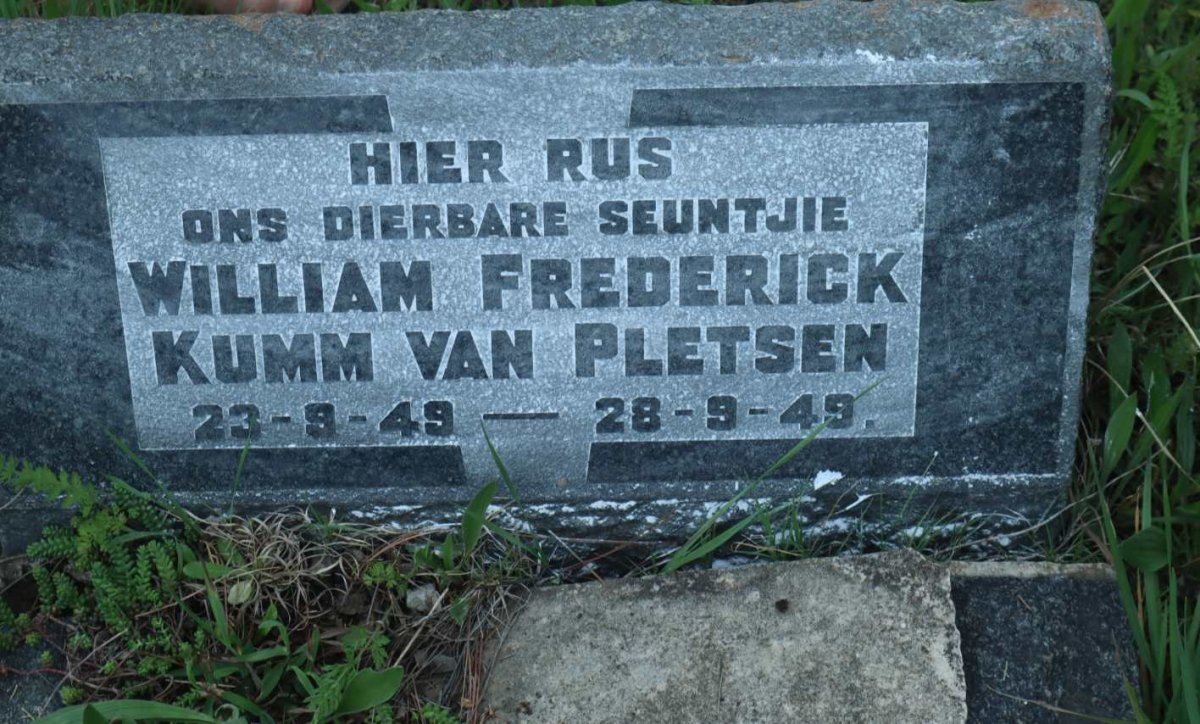 HIER RUS
ONS DIERBARE SEUNTJIE
WILLIAM FREDERICK
KUMM VAN PLETSEN
23-9-49 — 28-9-49.